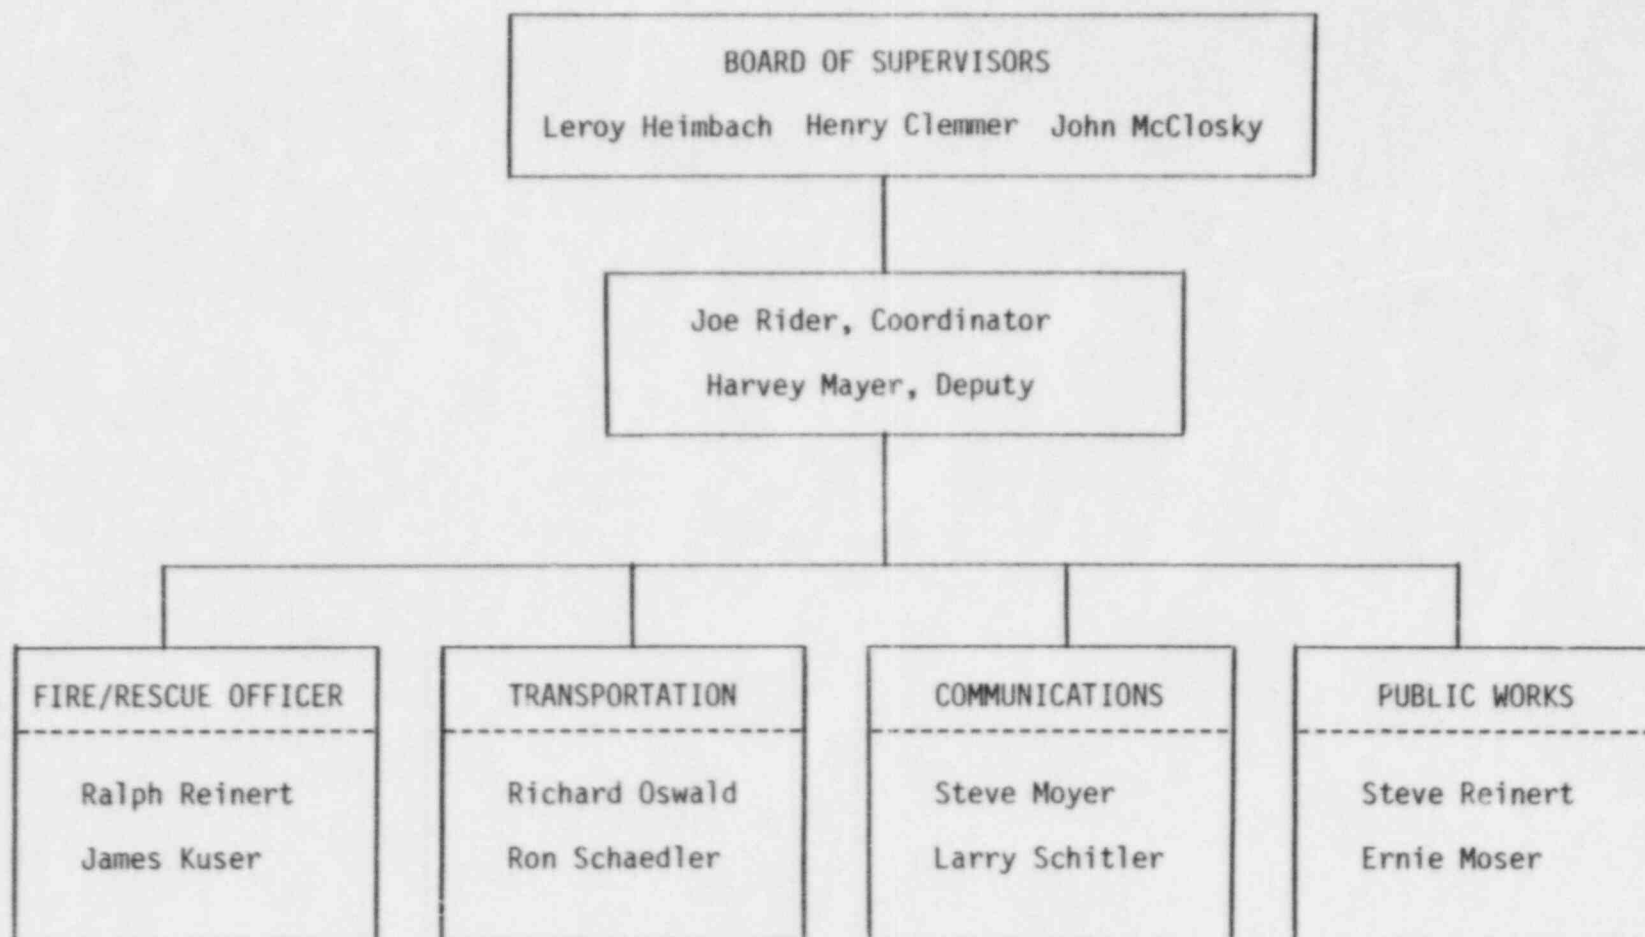 BOARD OF SUPERVISORS
Leroy Heimbach Henry Clemmer John McClosky
Joe Rider, Coordinator
Harvey Mayer, Deputy
FIRE/RESCUE OFFICER
Ralph Reinert
James Kuser
TRANSPORTATION
Richard Oswald
Ron Schaedler
COMMUNICATIONS
Steve Moyer
Larry Schitler
PUBLIC WORKS
Steve Reinert
Ernie Moser